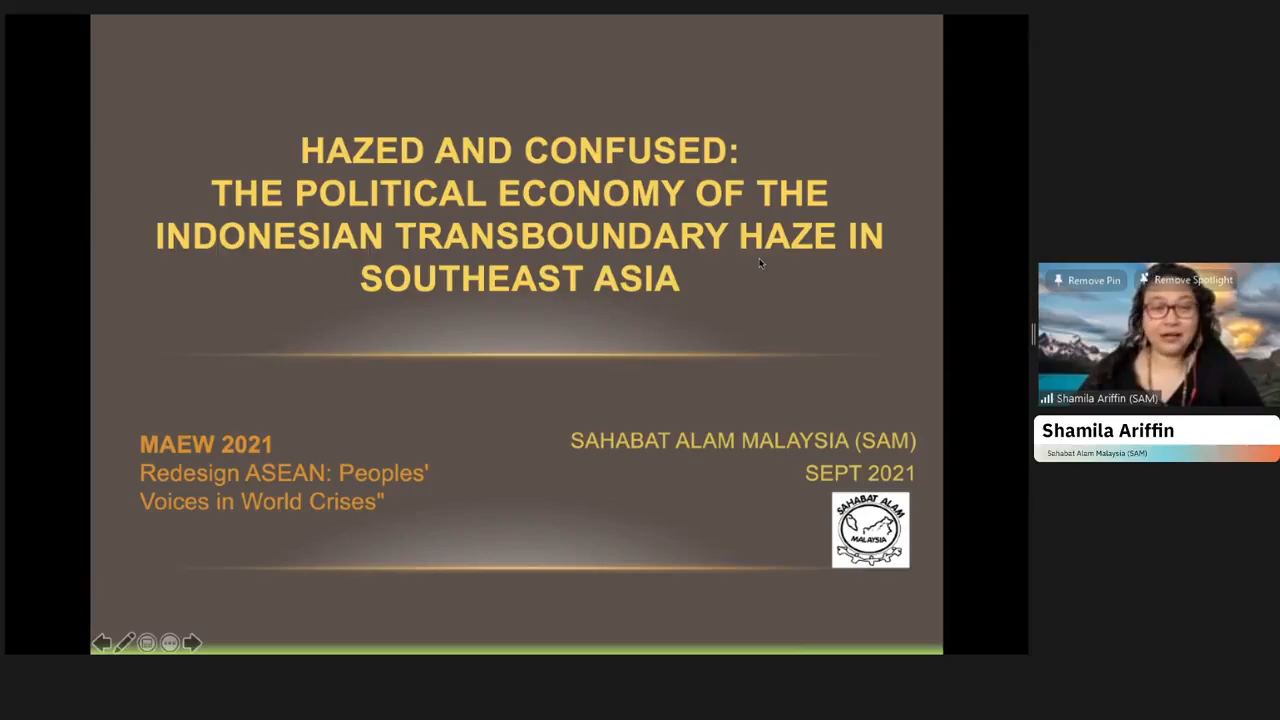 HAZED AND CONFUSED:
THE POLITICAL ECONOMY OF THE
INDONESIAN TRANSBOUNDARY HAZE IN
SOUTHEAST ASIA
MAEW 2021
Redesign ASEAN: Peoples'
Voices in World Crises"
SAHABAT ALAM MALAYSIA (SAM)
SEPT 2021
SAHABAT ALAM
MALAYSIA
Remove Pin
Remove Spotlight
Shamila Ariffin (SAM)
Shamila Ariffin
Sahabat Alam Malaysia (SAM)